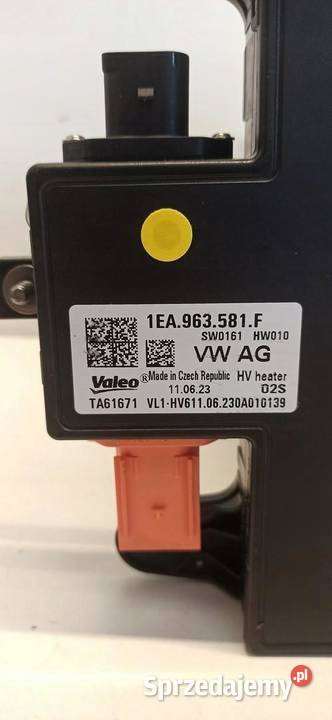 1EA.963.581.F
SW0161 HW010
VW AG
Valeo ® Made in Czech Republic HV heater
11.06.23 D2S
TA61671 VL1-HV611.06.230A010139
Sprzedajemy.pl